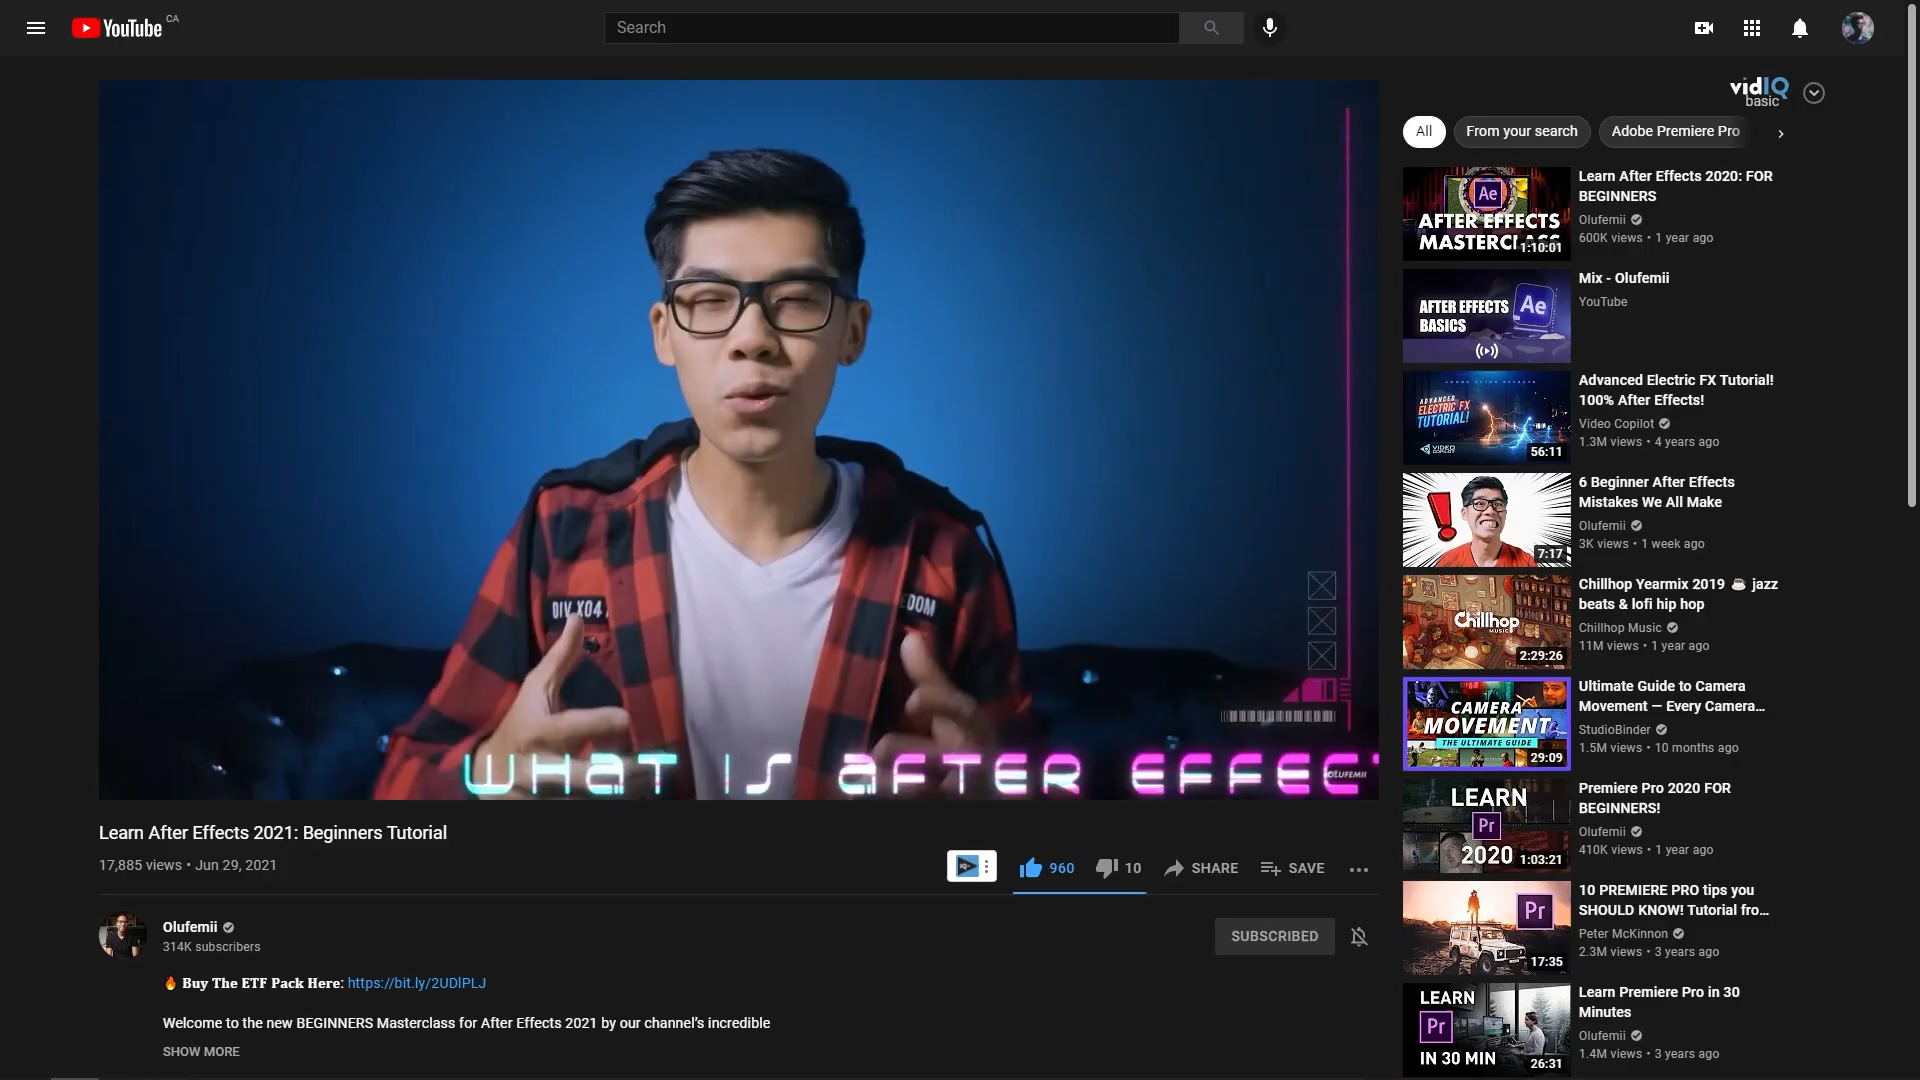 YouTube CA
Search
DIV X04
EDOM
WHAT IS AFTER EFFECT
OLUFEMII
Learn After Effects 2021: Beginners Tutorial
17,885 views • Jun 29, 2021
960
10
SHARE
SAVE
Olufemii
314K subscribers
SUBSCRIBED
🔥 Buy The ETF Pack Here: https://bit.ly/2UDlPLJ
Welcome to the new BEGINNERS Masterclass for After Effects 2021 by our channel's incredible
SHOW MORE
vidIQ
basic
All
From your search
Adobe Premiere Pro
Ae
AFTER EFFECTS
MASTERCLASS
1:10:01
Learn After Effects 2020: FOR
BEGINNERS
Olufemii
600K views • 1 year ago
AFTER EFFECTS
BASICS
Ae
Mix - Olufemii
YouTube
ADOBE AFTER EFFECTS
ADVANCED
ELECTRIC FX
TUTORIAL!
VIDEO
COPILOT
56:11
Advanced Electric FX Tutorial!
100% After Effects!
Video Copilot
1.3M views • 4 years ago
7:17
6 Beginner After Effects
Mistakes We All Make
Olufemii
3K views • 1 week ago
Chillhop
MUSIC
2:29:26
Chillhop Yearmix 2019 ☕ jazz
beats & lofi hip hop
Chillhop Music
11M views • 1 year ago
CAMERA
MOVEMENT
THE ULTIMATE GUIDE
29:09
Ultimate Guide to Camera
Movement — Every Camera...
StudioBinder
1.5M views • 10 months ago
LEARN
Pr
2020
1:03:21
Premiere Pro 2020 FOR
BEGINNERS!
Olufemii
410K views • 1 year ago
Pr
17:35
10 PREMIERE PRO tips you
SHOULD KNOW! Tutorial fro...
Peter McKinnon
2.3M views • 3 years ago
LEARN
Pr
IN 30 MIN
26:31
Learn Premiere Pro in 30
Minutes
Olufemii
1.4M views • 3 years ago